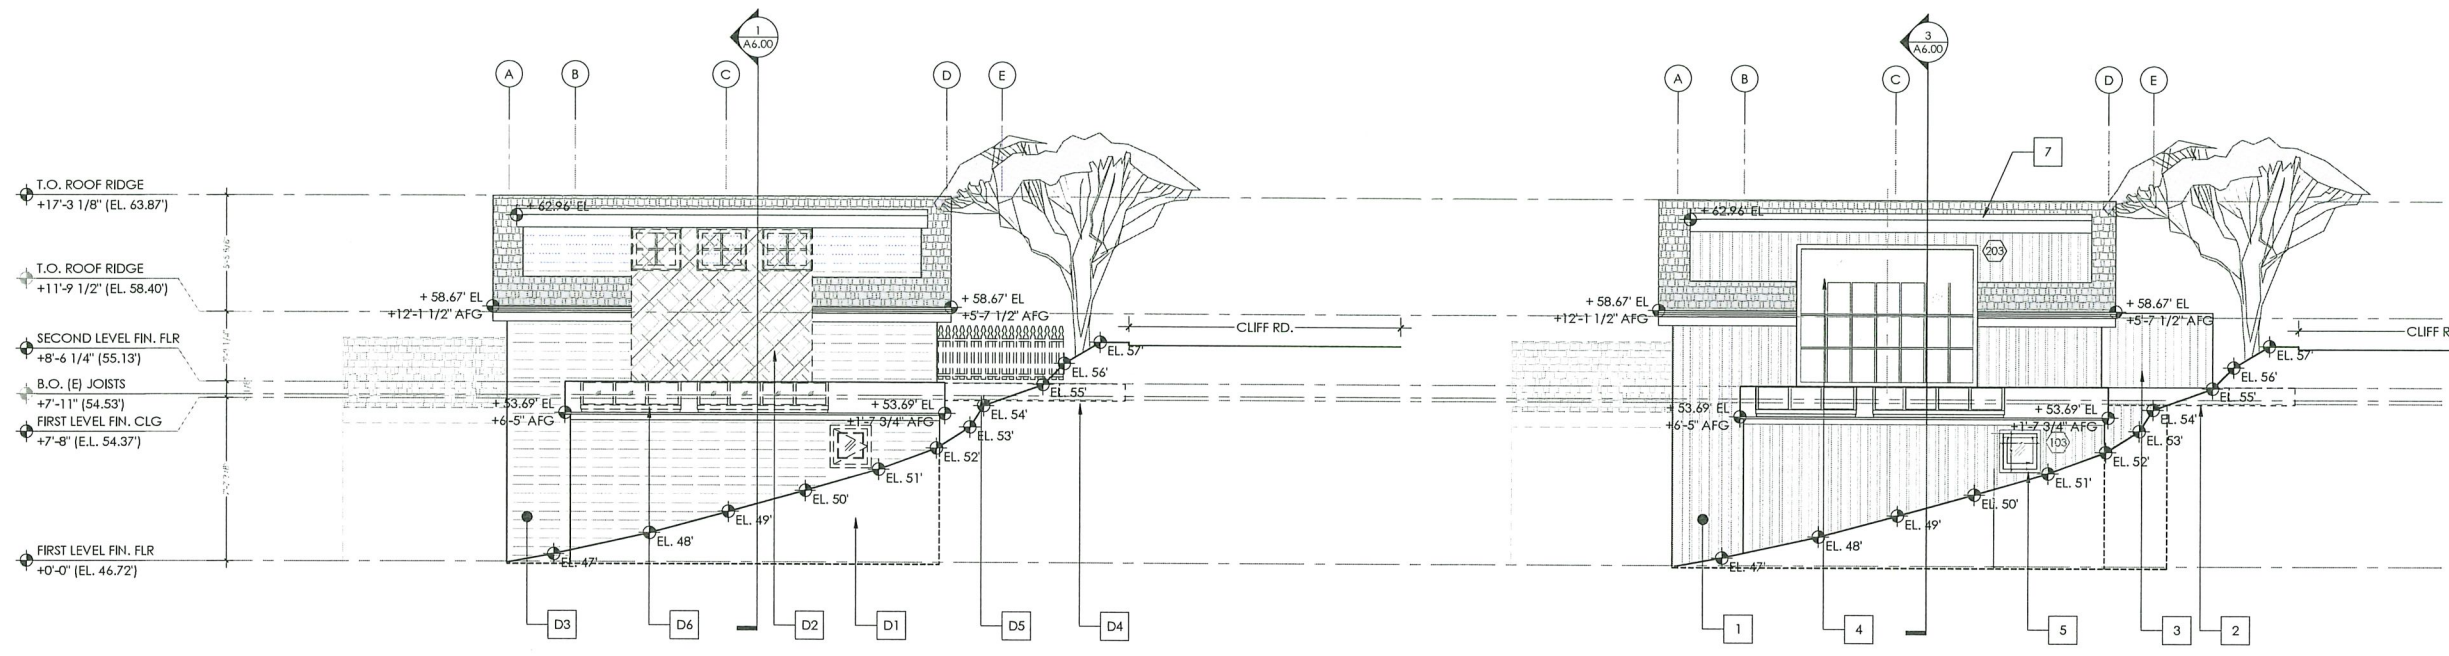 1
A6.00
A
B
C
D
E
T.O. ROOF RIDGE
+17'-3 1/8" (EL. 63.87')
T.O. ROOF RIDGE
+11'-9 1/2" (EL. 58.40')
SECOND LEVEL FIN. FLR
+8'-6 1/4" (55.13')
B.O. (E) JOISTS
+7'-11" (54.53')
FIRST LEVEL FIN. CLG
+7'-8" (E.L. 54.37')
FIRST LEVEL FIN. FLR
+0'-0" (EL. 46.72')
+ 62.96' EL
+ 58.67' EL
+12'-1 1/2" AFG
+ 58.67' EL
+5'-7 1/2" AFG
CLIFF RD.
+ 53.69' EL
+6'-5" AFG
+ 53.69' EL
+1'-7 3/4" AFG
EL. 57'
EL. 56'
EL. 55'
EL. 54'
EL. 53'
EL. 52'
EL. 51'
EL. 50'
EL. 49'
EL. 48'
EL. 47'
D3
D6
D2
D1
D5
D4
3
A6.00
A
B
C
D
E
7
+ 62.96' EL
203
+ 58.67' EL
+12'-1 1/2" AFG
+ 58.67' EL
+5'-7 1/2" AFG
CLIFF R
+ 53.69' EL
+6'-5" AFG
+ 53.69' EL
+1'-7 3/4" AFG
103
EL. 57'
EL. 56'
EL. 55'
EL. 54'
EL. 53'
EL. 52'
EL. 51'
EL. 50'
EL. 49'
EL. 48'
EL. 47'
1
4
5
3
2